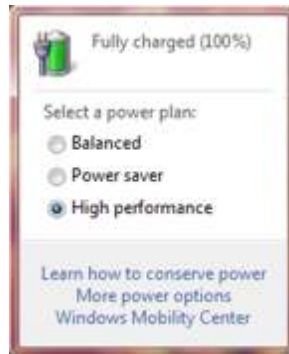 Fully charged (100%)
Select a power plan:
Balanced
Power saver
High performance
Learn how to conserve power
More power options
Windows Mobility Center